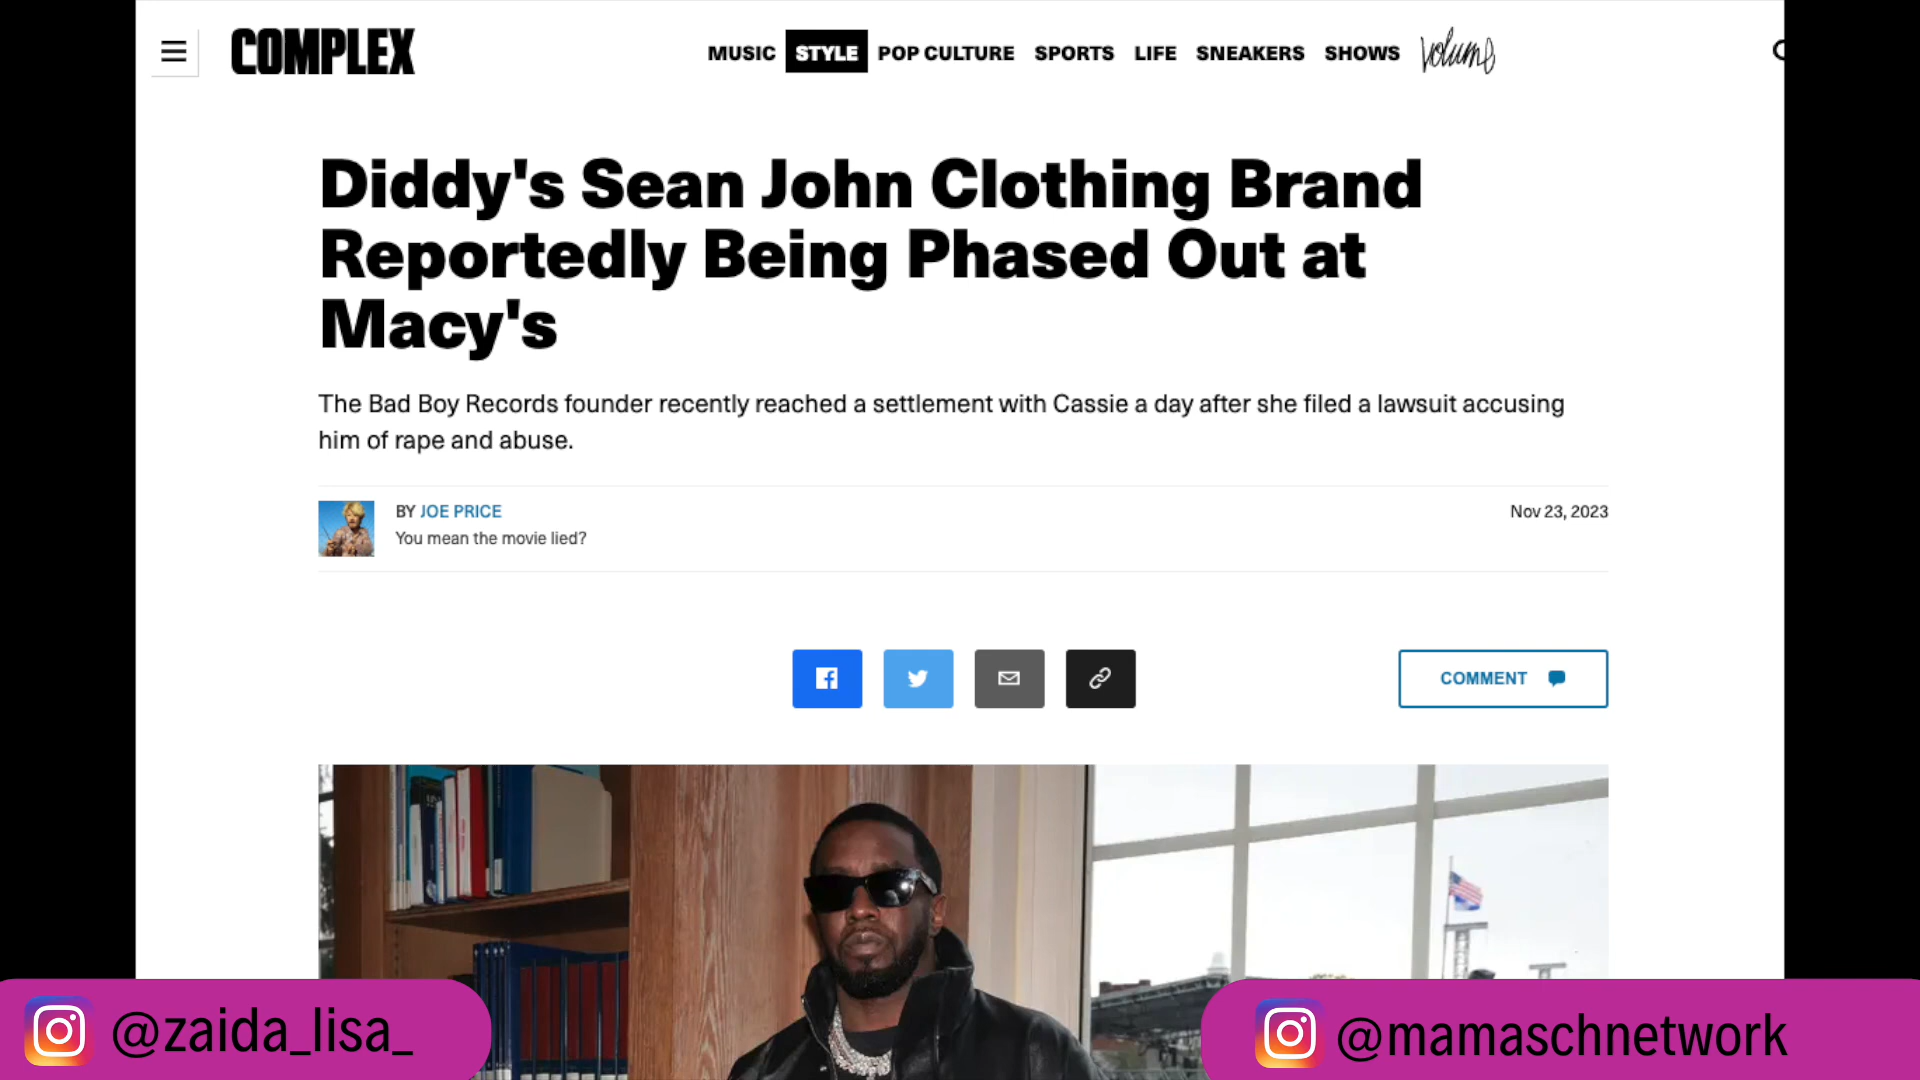 COMPLEX
MUSIC STYLE POP CULTURE SPORTS LIFE SNEAKERS SHOWS Volume
Diddy's Sean John Clothing Brand
Reportedly Being Phased Out at
Macy's
The Bad Boy Records founder recently reached a settlement with Cassie a day after she filed a lawsuit accusing
him of rape and abuse.
BY JOE PRICE
Nov 23, 2023
You mean the movie lied?
COMMENT
@zaida_lisa_
@mamaschnetwork